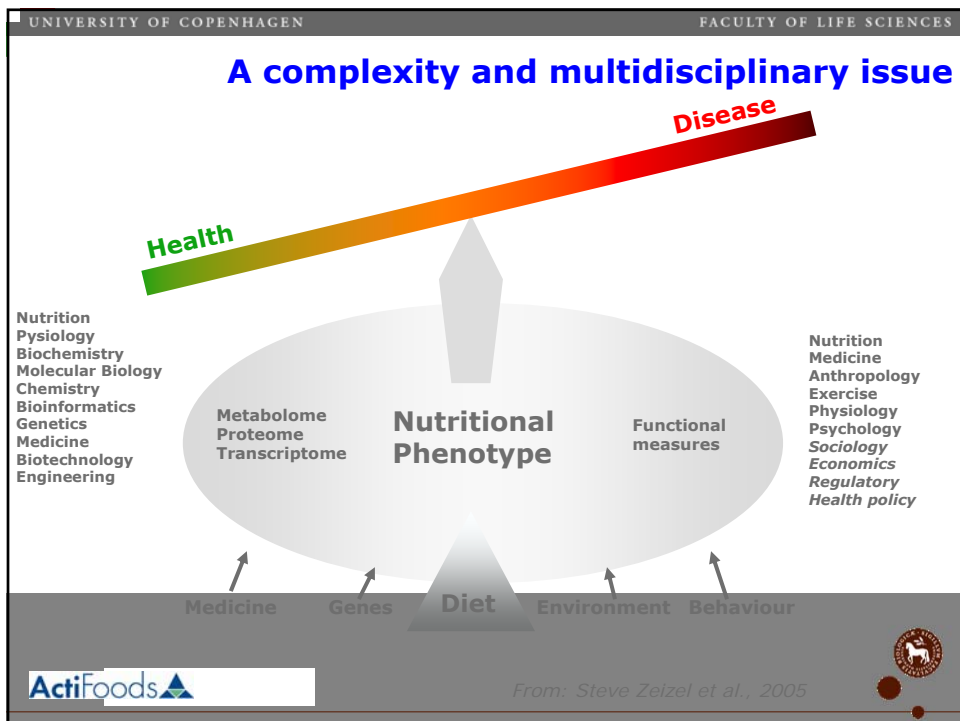 UNIVERSITY OF COPENHAGEN
FACULTY OF LIFE SCIENCES
A complexity and multidisciplinary issue
Disease
Health
Nutrition
Pysiology
Biochemistry
Molecular Biology
Chemistry
Bioinformatics
Genetics
Medicine
Biotechnology
Engineering
Metabolome
Proteome
Transcriptome
Nutritional
Phenotype
Functional
measures
Nutrition
Medicine
Anthropology
Exercise
Physiology
Psychology
Sociology
Economics
Regulatory
Health policy
Medicine
Genes
Diet
Environment
Behaviour
ActiFoods
From: Steve Zeizel et al., 2005